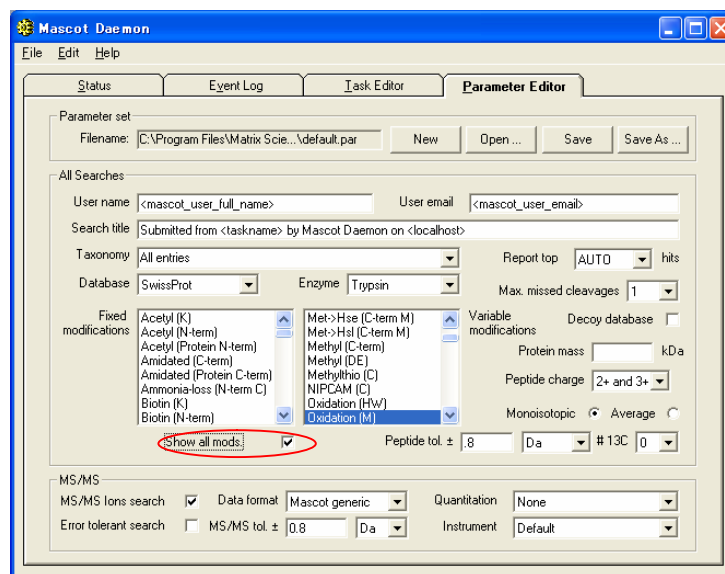 Mascot Daemon
File Edit Help
Status Event Log Task Editor Parameter Editor
Parameter set
Filename: C:\Program Files\Matrix Scie...\default.par New Open ... Save Save As ...
All Searches
User name <mascot_user_full_name> User email <mascot_user_email>
Search title Submitted from <taskname> by Mascot Daemon on <localhost>
Taxonomy All entries Report top AUTO hits
Database SwissProt Enzyme Trypsin Max. missed cleavages 1
Fixed modifications
Acetyl (K)
Acetyl (N-term)
Acetyl (Protein N-term)
Amidated (C-term)
Amidated (Protein C-term)
Ammonia-loss (N-term C)
Biotin (K)
Biotin (N-term)
Met->Hse (C-term M)
Met->Hsl (C-term M)
Methyl (C-term)
Methyl (DE)
Methylthio (C)
NIPCAM (C)
Oxidation (HW)
Oxidation (M)
Variable modifications
Decoy database
Protein mass kDa
Peptide charge 2+ and 3+
Monoisotopic Average
Show all mods. Peptide tol. ± .8 Da # 13C 0
MS/MS
MS/MS Ions search Data format Mascot generic Quantitation None
Error tolerant search MS/MS tol. ± 0.8 Da Instrument Default